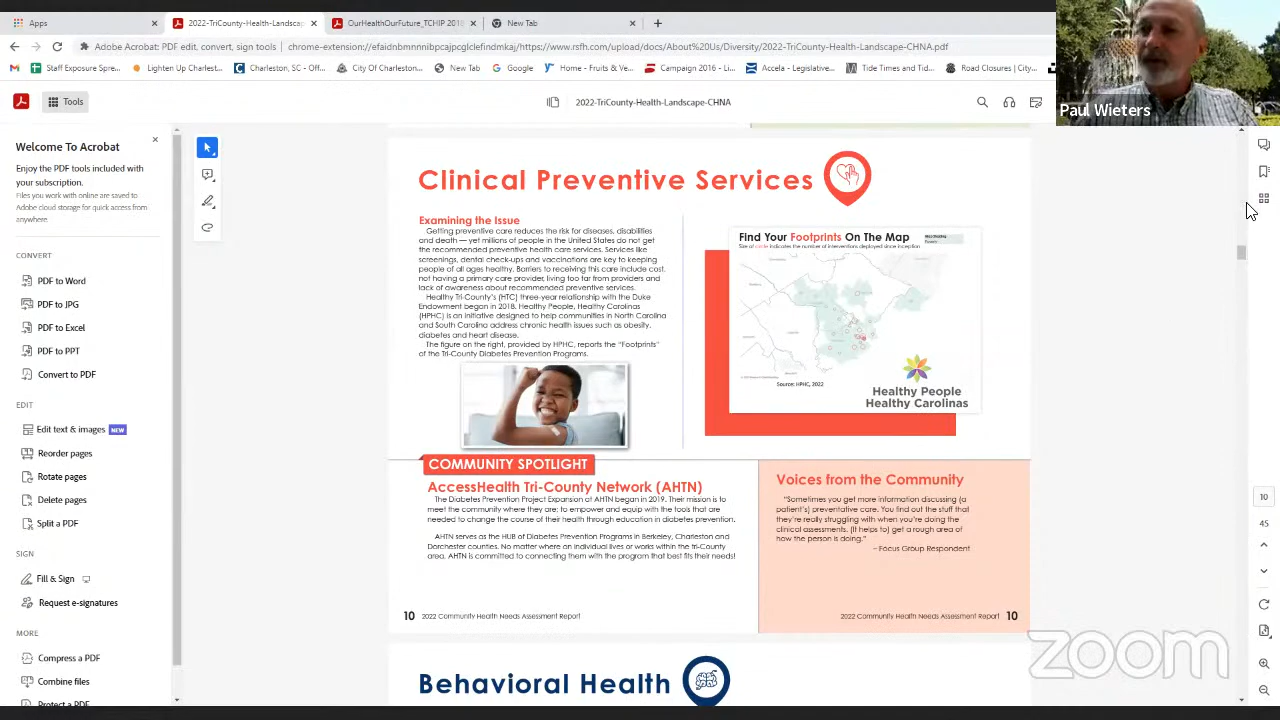 Apps
2022-TriCounty-Health-Landscap
OurHealthOurFuture_TCHIP 2018
New Tab
Adobe Acrobat: PDF edit, convert, sign tools
chrome-extension://efaidnbmnnnibpcajpcglclefindmkaj/https://www.rsfh.com/upload/docs/About%20Us/Diversity/2022-TriCounty-Health-Landscape-CHNA.pdf
Staff Exposure Spre...
Lighten Up Charlest...
Charleston, SC - Off...
City Of Charleston...
New Tab
Google
Home - Fruits & Ve...
Campaign 2016 - Li...
Accela - Legislative...
Tide Times and Tid...
Road Closures | City...
Paul Wieters
Tools
2022-TriCounty-Health-Landscape-CHNA
Welcome To Acrobat
Enjoy the PDF tools included with
your subscription.
Files you work with online are saved to
Adobe cloud storage for quick access from
anywhere.
CONVERT
PDF to Word
PDF to JPG
PDF to Excel
PDF to PPT
Convert to PDF
EDIT
Edit text & images NEW
Reorder pages
Rotate pages
Delete pages
Split a PDF
SIGN
Fill & Sign
Request e-signatures
MORE
Compress a PDF
Combine files
Protect a PDF
Clinical Preventive Services
Examining the Issue
Getting preventive care reduces the risk for diseases, disabilities
and death — yet millions of people in the United States do not get
the recommended preventive health care services. Services like
screenings, dental check-ups and vaccinations are key to keeping
people of all ages healthy. Barriers to receiving this care include cost,
not having a primary care provider, living too far from providers and
lack of awareness about recommended preventive services.
Healthy Tri-County's (HTC) three-year relationship with the Duke
Endowment began in 2018. Healthy People, Healthy Carolinas
(HPHC) is an initiative designed to help communities in North Carolina
and South Carolina address chronic health issues such as obesity,
diabetes and heart disease.
The figure on the right, provided by HPHC, reports the "Footprints"
of the Tri-County Diabetes Prevention Programs.
Find Your Footprints On The Map
Size of circle indicates the number of interventions deployed since inception
Source: HPHC, 2022
Healthy People
Healthy Carolinas
COMMUNITY SPOTLIGHT
AccessHealth Tri-County Network (AHTN)
The Diabetes Prevention Project Expansion at AHTN began in 2019. Their mission is to
meet the community where they are; to empower and equip with the tools that are
needed to change the course of their health through education in diabetes prevention.
AHTN serves as the HUB of Diabetes Prevention Programs in Berkeley, Charleston and
Dorchester counties. No matter where an individual lives or works within the tri-County
area, AHTN is committed to connecting them with the program that best fits their needs!
Voices from the Community
"Sometimes you get more information discussing (a
patient's) preventative care. You find out the stuff that
they're really struggling with when you're doing the
clinical assessments. (It helps to) get a rough area of
how the person is doing."
– Focus Group Respondent
10 2022 Community Health Needs Assessment Report
2022 Community Health Needs Assessment Report 10
Behavioral Health
10
45
zoom